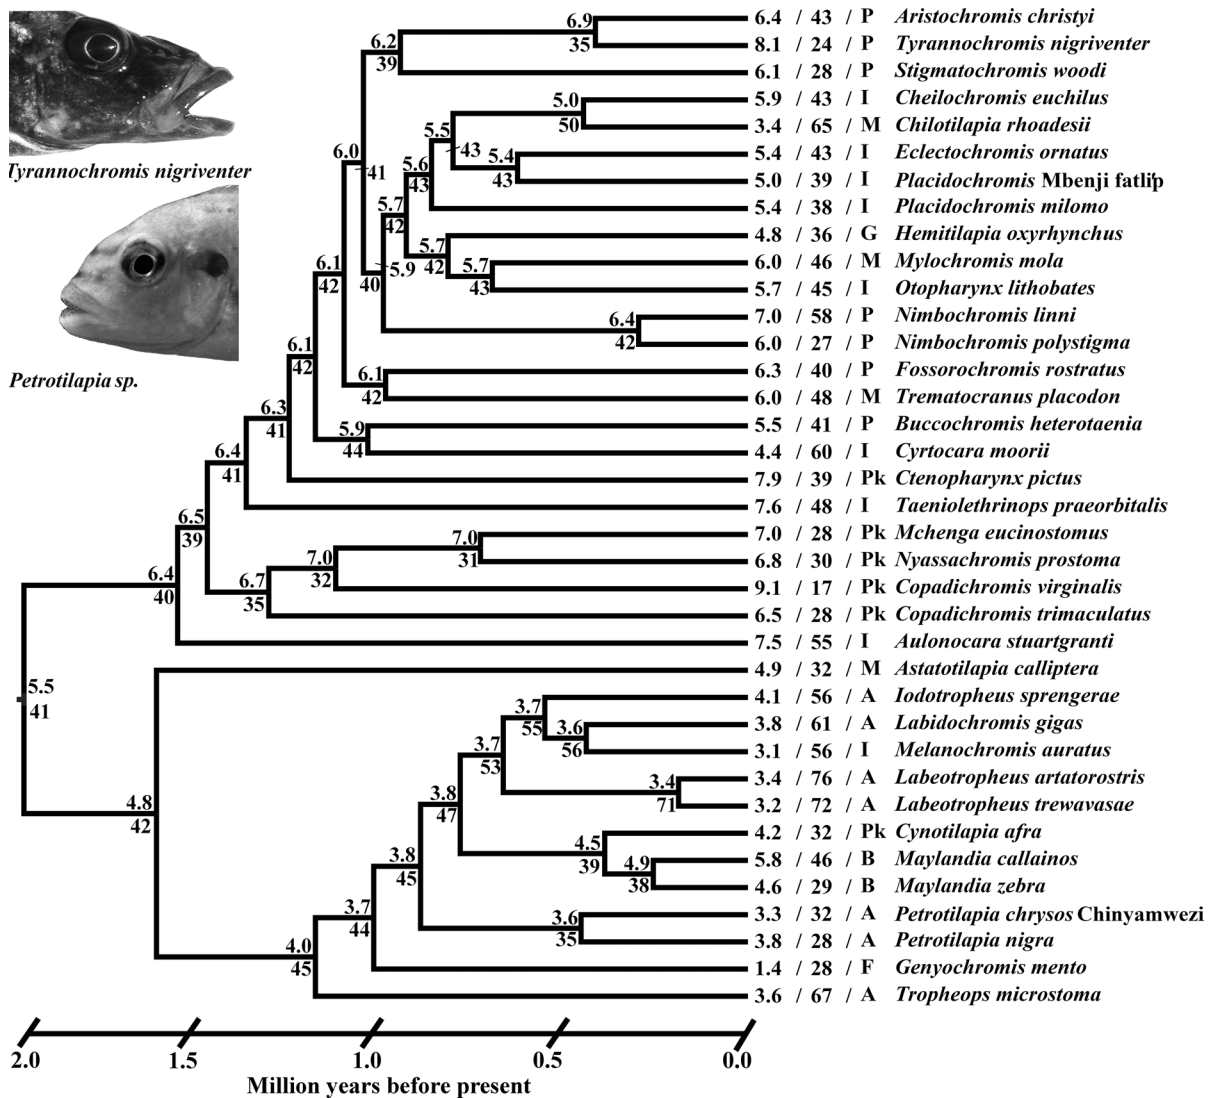 Tyrannochromis nigriventer
Petrotilapia sp.
6.4 / 43 / P Aristochromis christyi
8.1 / 24 / P Tyrannochromis nigriventer
6.1 / 28 / P Stigmatochromis woodi
5.9 / 43 / I Cheilochromis euchilus
3.4 / 65 / M Chilotilapia rhoadesii
5.4 / 43 / I Eclectochromis ornatus
5.0 / 39 / I Placidochromis Mbenji fatlip
5.4 / 38 / I Placidochromis milomo
4.8 / 36 / G Hemitilapia oxyrhynchus
6.0 / 46 / M Mylochromis mola
5.7 / 45 / I Otopharynx lithobates
7.0 / 58 / P Nimbochromis linni
6.0 / 27 / P Nimbochromis polystigma
6.3 / 40 / P Fossorochromis rostratus
6.0 / 48 / M Trematocranus placodon
5.5 / 41 / P Buccochromis heterotaenia
4.4 / 60 / I Cyrtocara moorii
7.9 / 39 / Pk Ctenopharynx pictus
7.6 / 48 / I Taeniolethrinops praeorbitalis
7.0 / 28 / Pk Mchenga eucinostomus
6.8 / 30 / Pk Nyassachromis prostoma
9.1 / 17 / Pk Copadichromis virginalis
6.5 / 28 / Pk Copadichromis trimaculatus
7.5 / 55 / I Aulonocara stuartgranti
4.9 / 32 / M Astatotilapia calliptera
4.1 / 56 / A Iodotropheus sprengerae
3.8 / 61 / A Labidochromis gigas
3.1 / 56 / I Melanochromis auratus
3.4 / 76 / A Labeotropheus artatorostris
3.2 / 72 / A Labeotropheus trewavasae
4.2 / 32 / Pk Cynotilapia afra
5.8 / 46 / B Maylandia callainos
4.6 / 29 / B Maylandia zebra
3.3 / 32 / A Petrotilapia chrysos Chinyamwezi
3.8 / 28 / A Petrotilapia nigra
1.4 / 28 / F Genyochromis mento
3.6 / 67 / A Tropheops microstoma
6.9
35
6.2
39
5.0
50
5.5
43
5.4
43
6.0
41
5.6
43
5.7
42
5.7
42
5.7
43
5.9
40
6.4
42
6.1
42
6.1
42
6.1
42
5.9
44
6.3
41
6.4
41
6.5
39
7.0
31
7.0
32
6.7
35
6.4
40
5.5
41
4.8
42
3.7
55
3.6
56
3.7
53
3.4
71
3.8
47
4.5
39
4.9
38
3.8
45
3.6
35
3.7
44
4.0
45
2.0 1.5 1.0 0.5 0.0
Million years before present